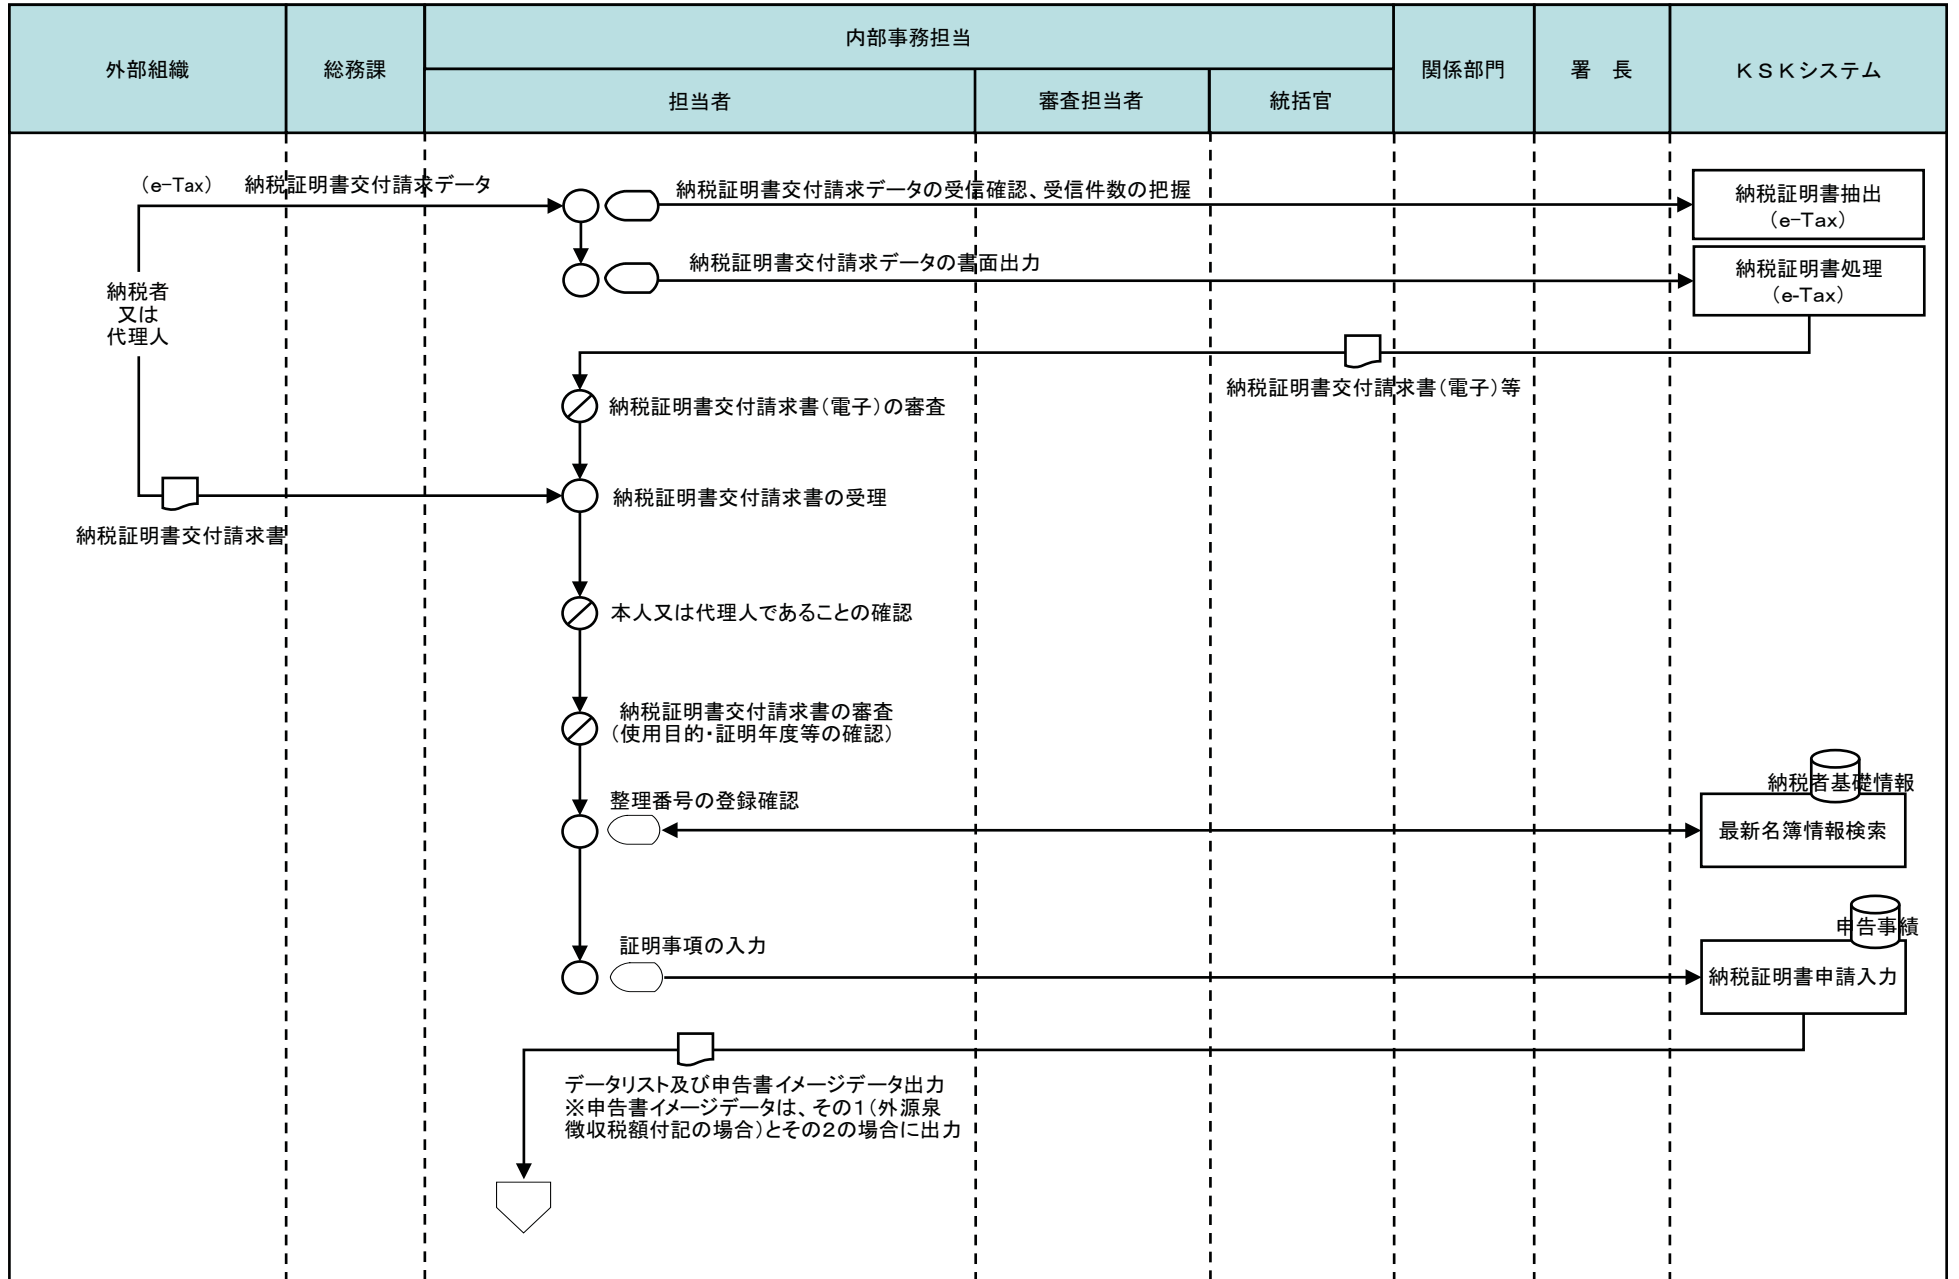 外部組織
総務課
内部事務担当
担当者
審査担当者
統括官
関係部門
署　長
ＫＳＫシステム
（e-Tax）　納税証明書交付請求データ
納税証明書交付請求データの受信確認、受信件数の把握
納税証明書抽出
（e-Tax）
納税証明書交付請求データの書面出力
納税証明書処理
（e-Tax）
納税者
又は
代理人
納税証明書交付請求書（電子）等
納税証明書交付請求書（電子）の審査
納税証明書交付請求書の受理
納税証明書交付請求書
本人又は代理人であることの確認
納税証明書交付請求書の審査
（使用目的・証明年度等の確認）
納税者基礎情報
整理番号の登録確認
最新名簿情報検索
申告事績
証明事項の入力
納税証明書申請入力
データリスト及び申告書イメージデータ出力
※申告書イメージデータは、その１（外源泉
徴収税額付記の場合）とその２の場合に出力